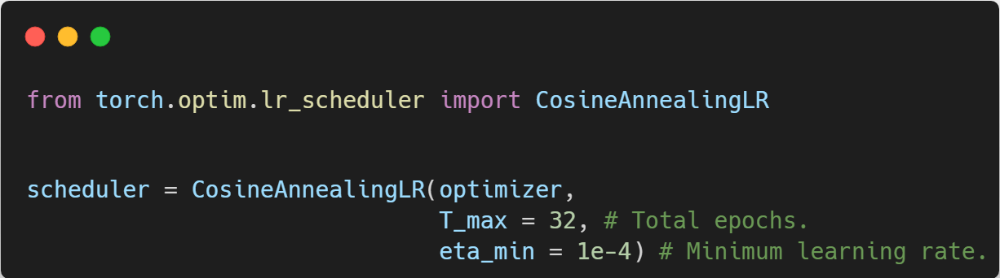 from torch.optim.lr_scheduler import CosineAnnealingLR
scheduler = CosineAnnealingLR(optimizer,
T_max = 32, # Total epochs.
eta_min = 1e-4) # Minimum learning rate.